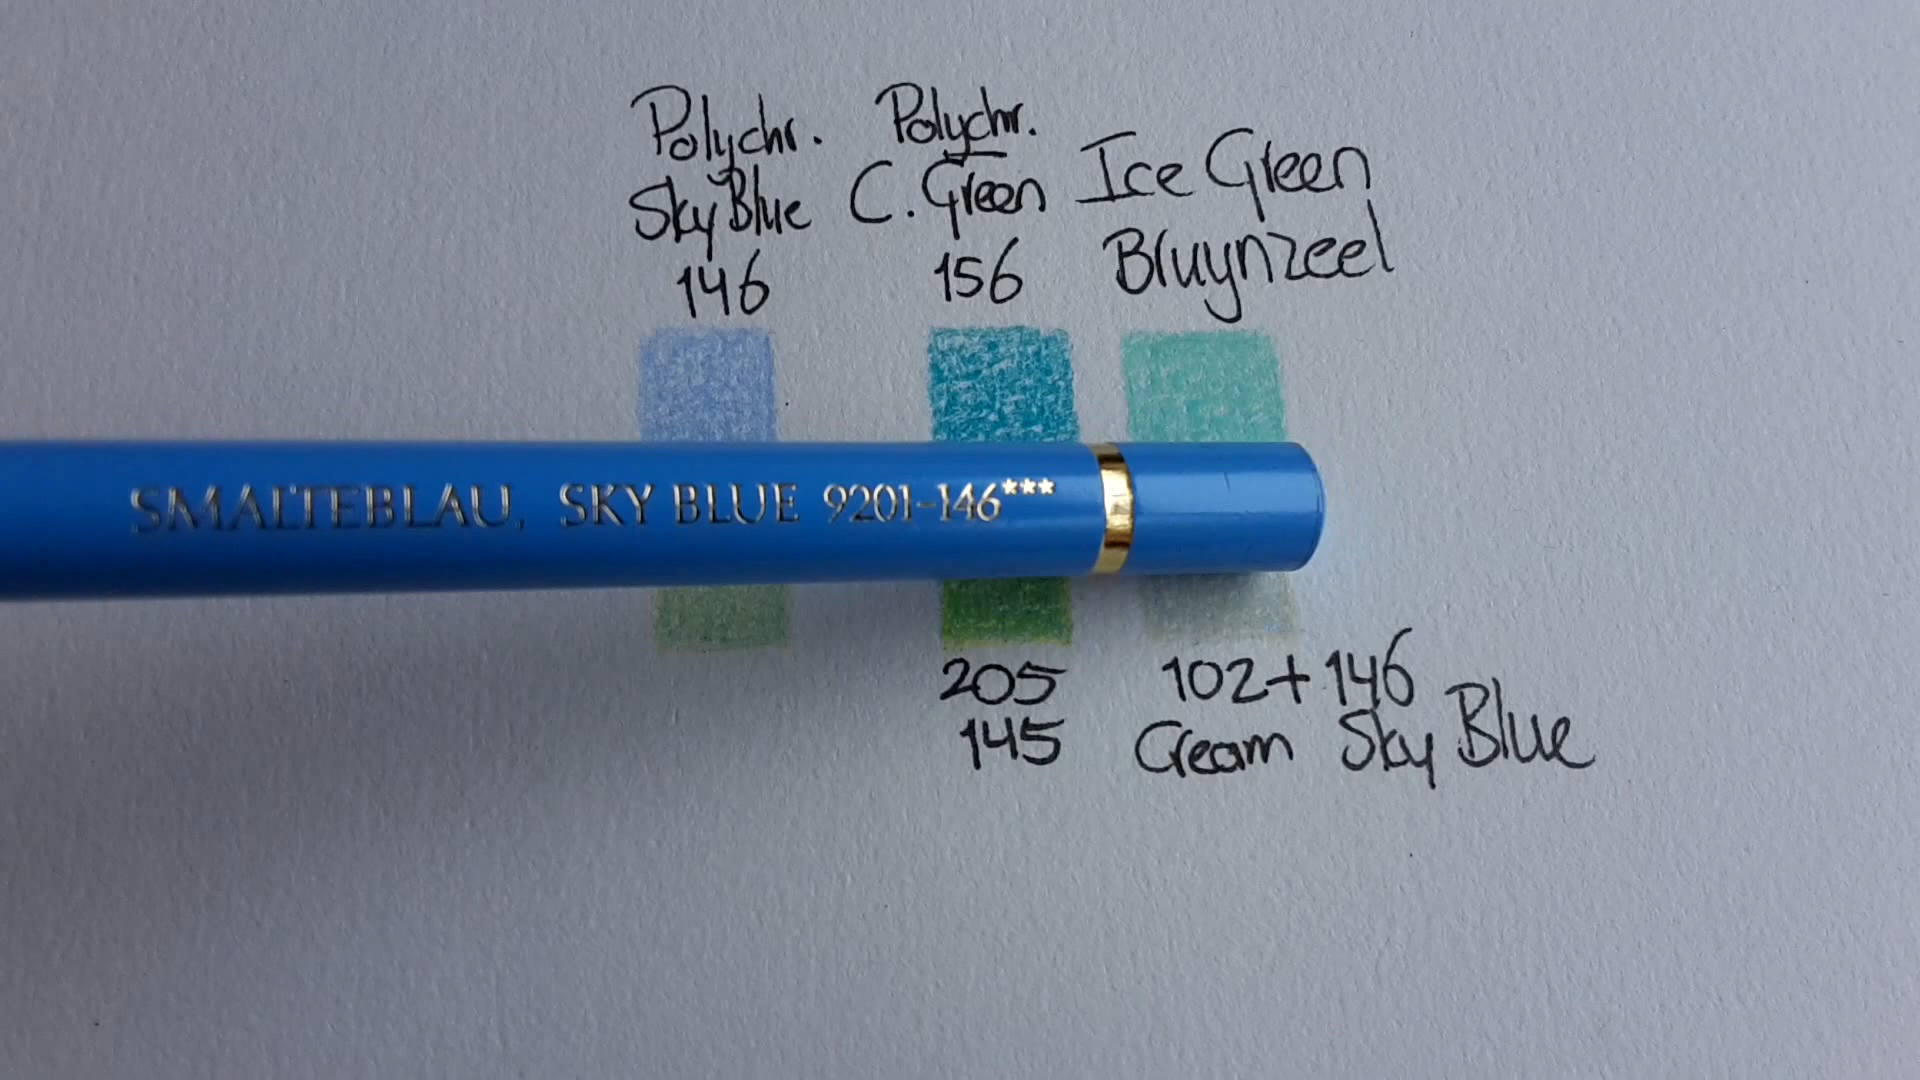 Polychr.
Sky Blue
146
Polychr.
C. Green
156
Ice Green
Bruynzeel
SMALTEBLAU, SKY BLUE 9201-146***
205
145
102+146
Cream Sky Blue